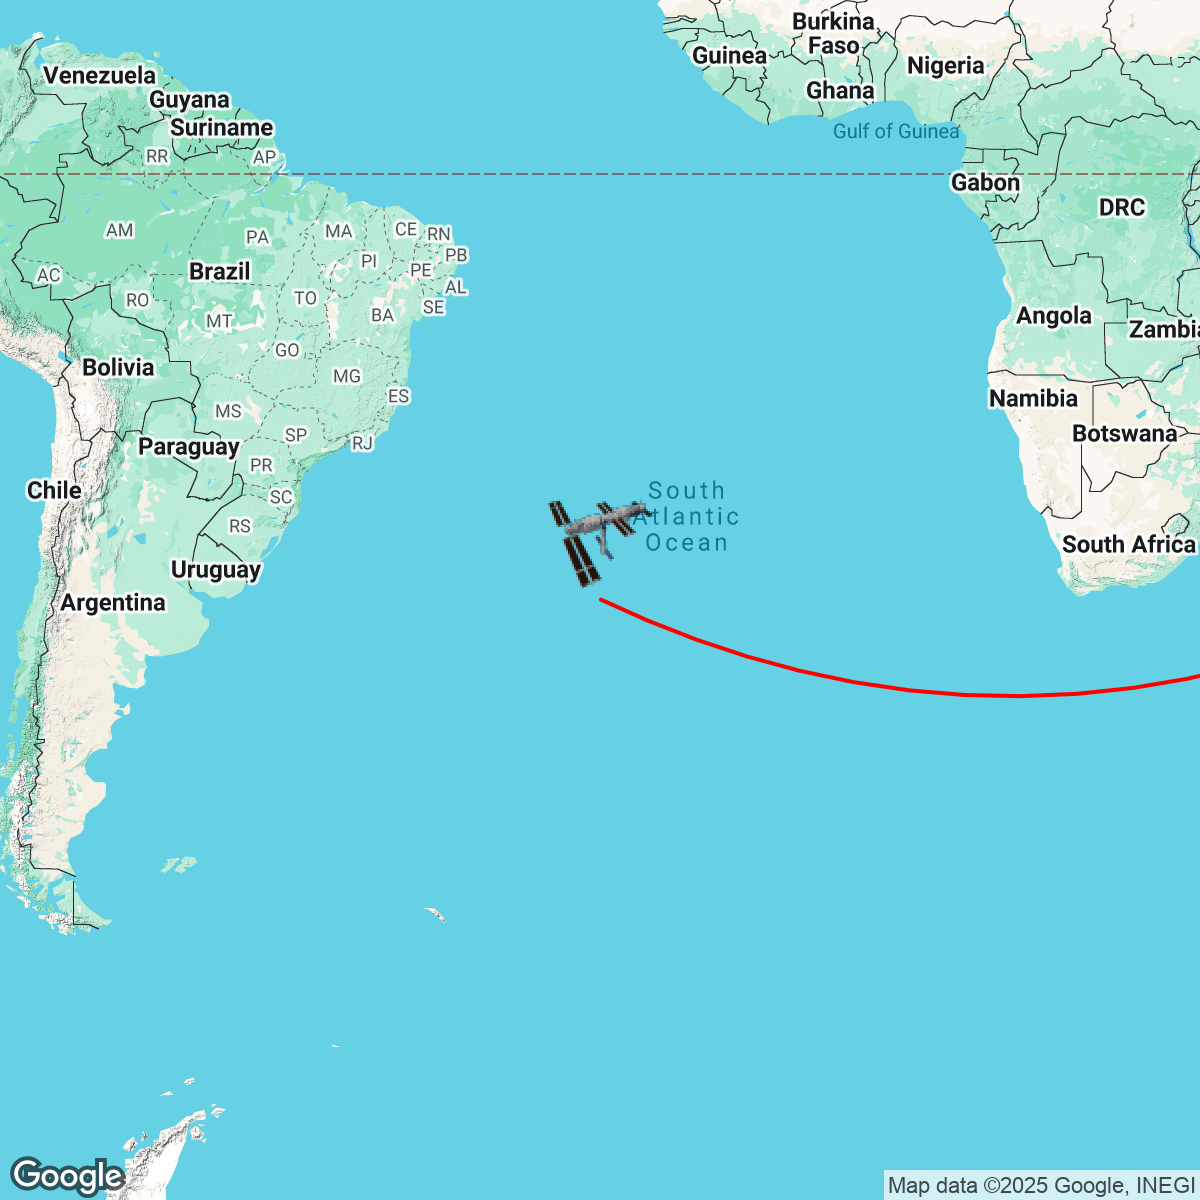 Burkina
Faso
Guinea
Nigeria
Venezuela
Ghana
Guyana
Suriname
Gulf of Guinea
RR
AP
Gabon
DRC
AM
PA
MA
CE
RN
PI
PB
PE
AC
Brazil
AL
RO
TO
SE
MT
BA
Angola
Zambia
GO
Bolivia
MG
ES
Namibia
MS
SP
RJ
Botswana
Paraguay
PR
Chile
SC
South
Atlantic
Ocean
RS
South Africa
Uruguay
Argentina
Google
Map data ©2025 Google, INEGI